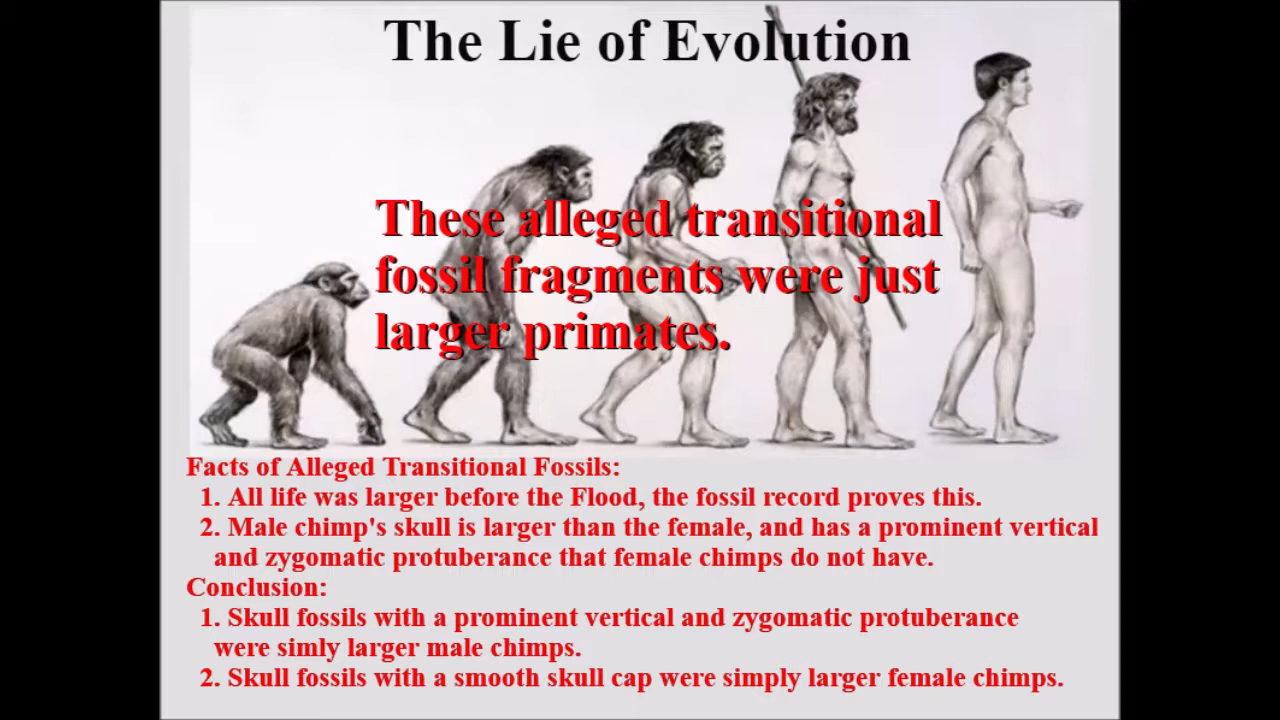 The Lie of Evolution
These alleged transitional
fossil fragments were just
larger primates.
Facts of Alleged Transitional Fossils:
1. All life was larger before the Flood, the fossil record proves this.
2. Male chimp's skull is larger than the female, and has a prominent vertical
and zygomatic protuberance that female chimps do not have.
Conclusion:
1. Skull fossils with a prominent vertical and zygomatic protuberance
were simly larger male chimps.
2. Skull fossils with a smooth skull cap were simply larger female chimps.